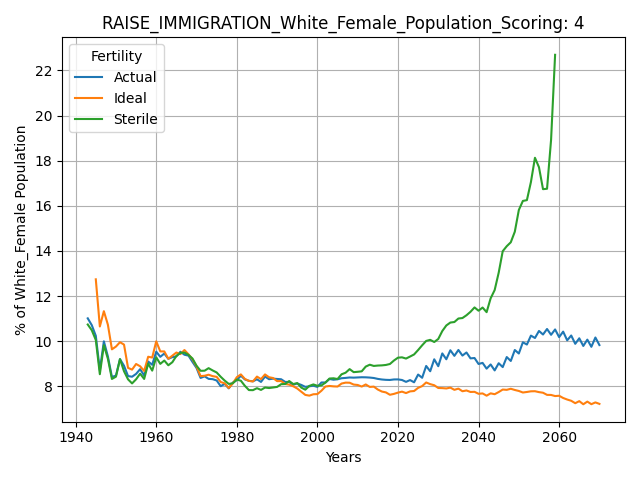 RAISE_IMMIGRATION_White_Female_Population_Scoring: 4
Fertility
Actual
Ideal
Sterile
% of White_Female Population
22
20
18
16
14
12
10
8
1940
1960
1980
2000
2020
2040
2060
Years